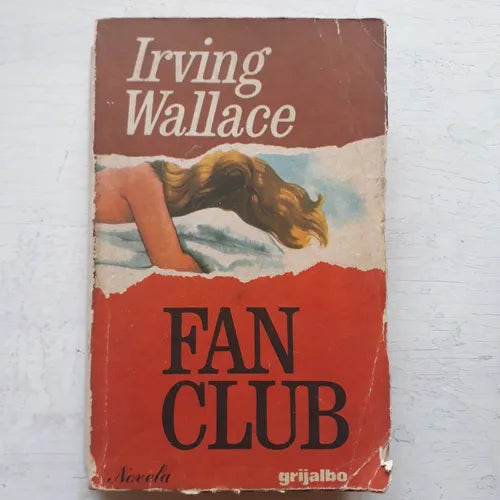 Irving
Wallace
FAN
CLUB
Novela
grijalbo